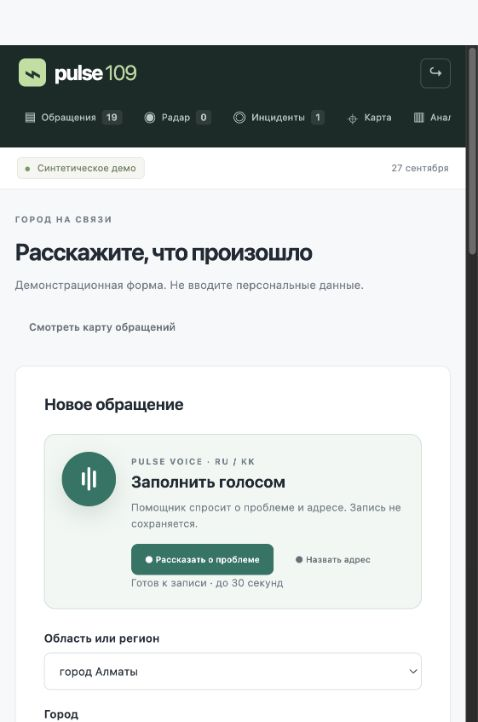 pulse 109
Обращения 19 Радар 0 Инциденты 1 Карта Анал
Синтетическое демо 27 сентября
ГОРОД НА СВЯЗИ
Расскажите, что произошло
Демонстрационная форма. Не вводите персональные данные.
Смотреть карту обращений
Новое обращение
PULSE VOICE · RU / KK
Заполнить голосом
Помощник спросит о проблеме и адресе. Запись не
сохраняется.
Рассказать о проблеме Назвать адрес
Готов к записи · до 30 секунд
Область или регион
город Алматы
Город